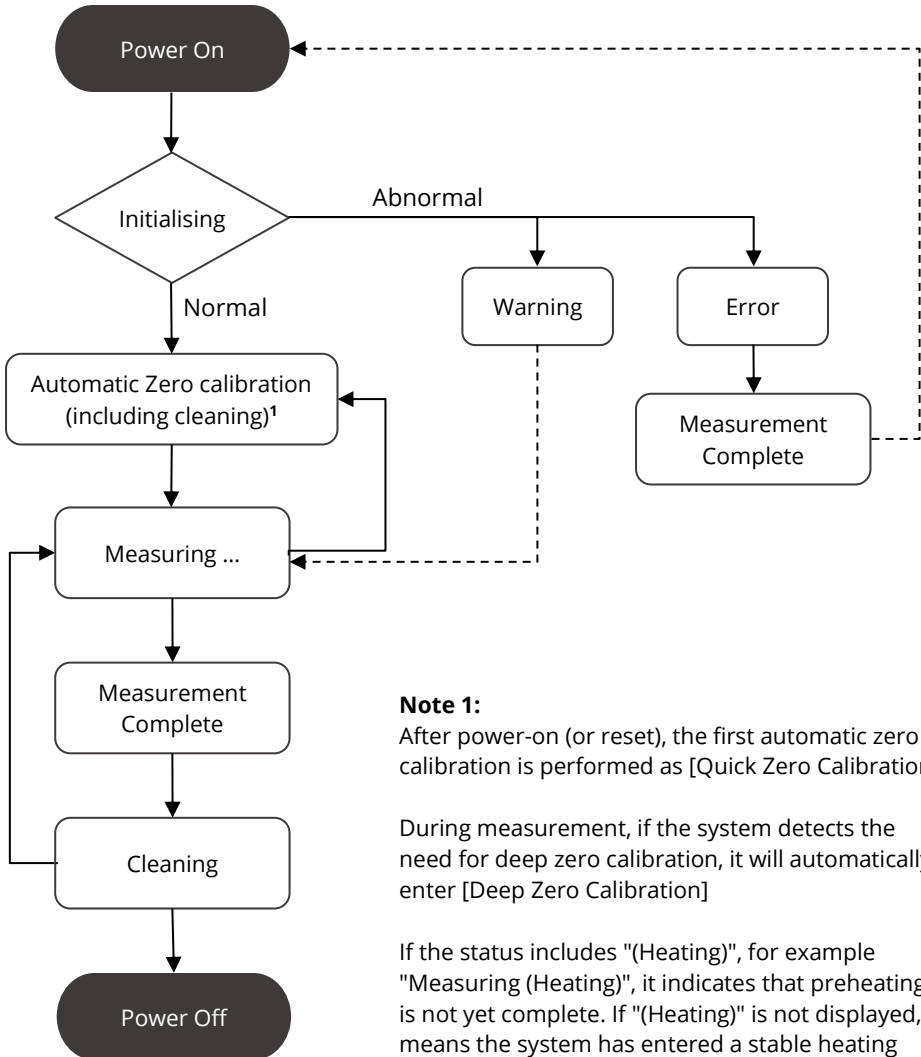 Power On
Initialising
Abnormal
Normal
Warning
Error
Automatic Zero calibration
(including cleaning)¹
Measurement
Complete
Measuring ...
Measurement
Complete
Cleaning
Power Off
Note 1:
After power-on (or reset), the first automatic zero
calibration is performed as [Quick Zero Calibration
During measurement, if the system detects the
need for deep zero calibration, it will automatically
enter [Deep Zero Calibration]
If the status includes "(Heating)", for example
"Measuring (Heating)", it indicates that preheating
is not yet complete. If "(Heating)" is not displayed,
means the system has entered a stable heating